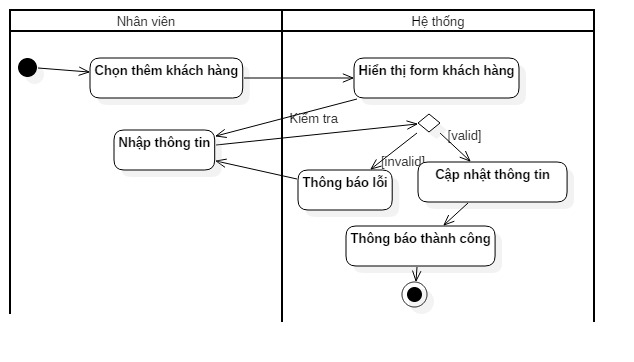 Nhân viên
Hệ thống
Chọn thêm khách hàng
Hiển thị form khách hàng
Kiểm tra
[valid]
Nhập thông tin
[invalid]
Thông báo lỗi
Cập nhật thông tin
Thông báo thành công